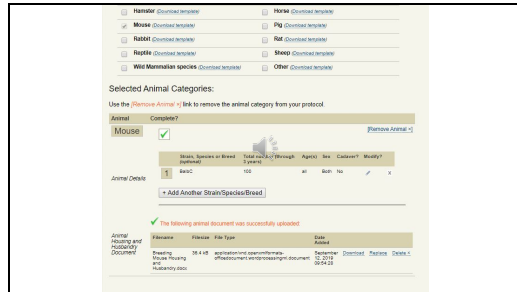 Hamster (Download template) Horse (Download template)
Mouse (Download template) Pig (Download template)
Rabbit (Download template) Rat (Download template)
Reptile (Download template) Sheep (Download template)
Wild Mammalian species (Download template) Other (Download template)
Selected Animal Categories:
Use the [Remove Animal ×] link to remove the animal category from your protocol.
Animal Complete?
Mouse [Remove Animal ×]
Strain, Species or Breed (optional) Total number (through 3 years) Age(s) Sex Cadaver? Modify?
1 BalbC 100 all Both No x
Animal Details
+ Add Another Strain/Species/Breed
The following animal document was successfully uploaded:
Animal Housing and Husbandry Document
Filename Filesize File Type Date Added
Breeding Mouse Housing and Husbandry.docx 36.4 kB application/vnd.openxmlformats-officedocument.wordprocessingml.document September 12, 2019 09:54:28 Download Replace Delete ×